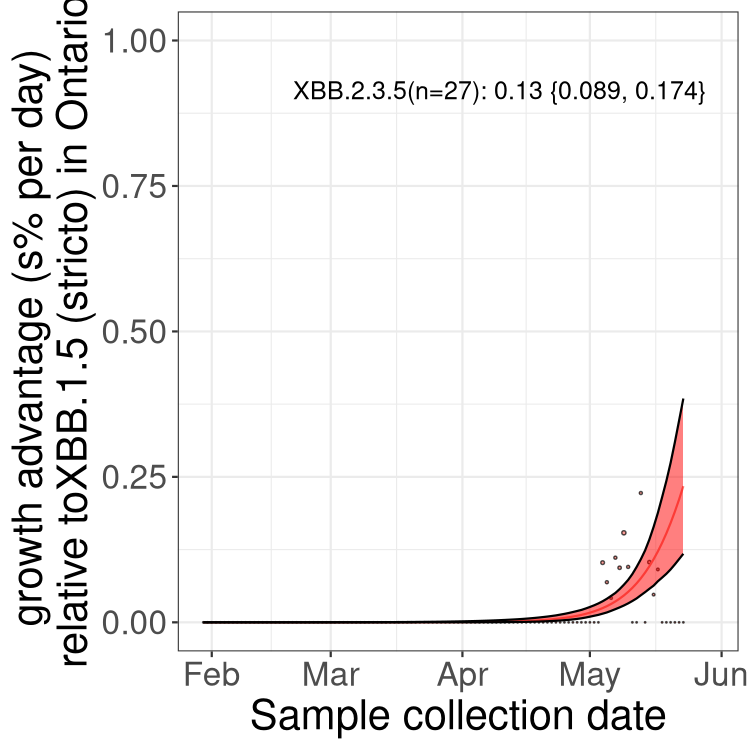 growth advantage (s% per day)
relative toXBB.1.5 (stricto) in Ontario
1.00
0.75
0.50
0.25
0.00
XBB.2.3.5(n=27): 0.13 {0.089, 0.174}
Feb Mar Apr May Jun
Sample collection date